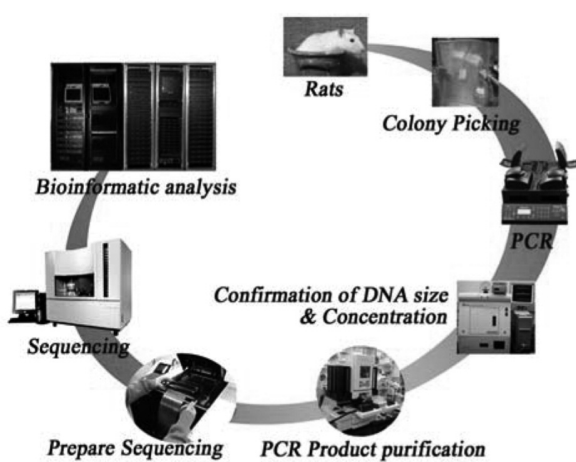 Rats
Colony Picking
PCR
Confirmation of DNA size
& Concentration
PCR Product purification
Prepare Sequencing
Sequencing
Bioinformatic analysis